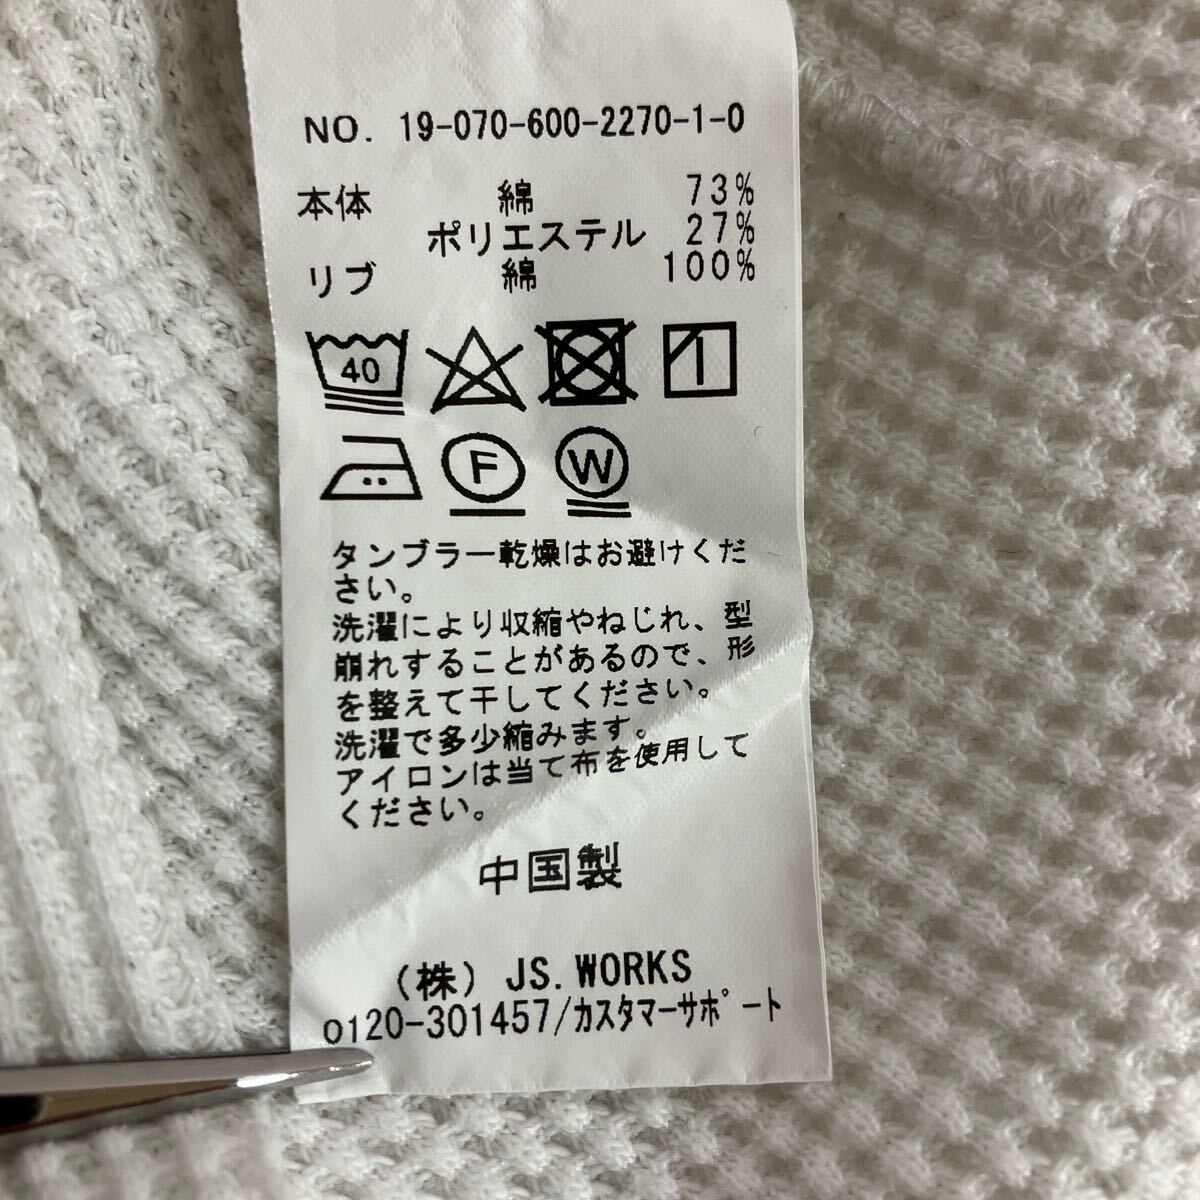 NO. 19-070-600-2270-1-0
本体 綿 73%
ポリエステル 27%
リブ 綿 100%
40
F W
タンブラー乾燥はお避けくだ
さい。
洗濯により収縮やねじれ、型
崩れすることがあるので、形
を整えて干してください。
洗濯で多少縮みます。
アイロンは当て布を使用して
ください。
中国製
(株) JS.WORKS
0120-301457/カスタマーサポート